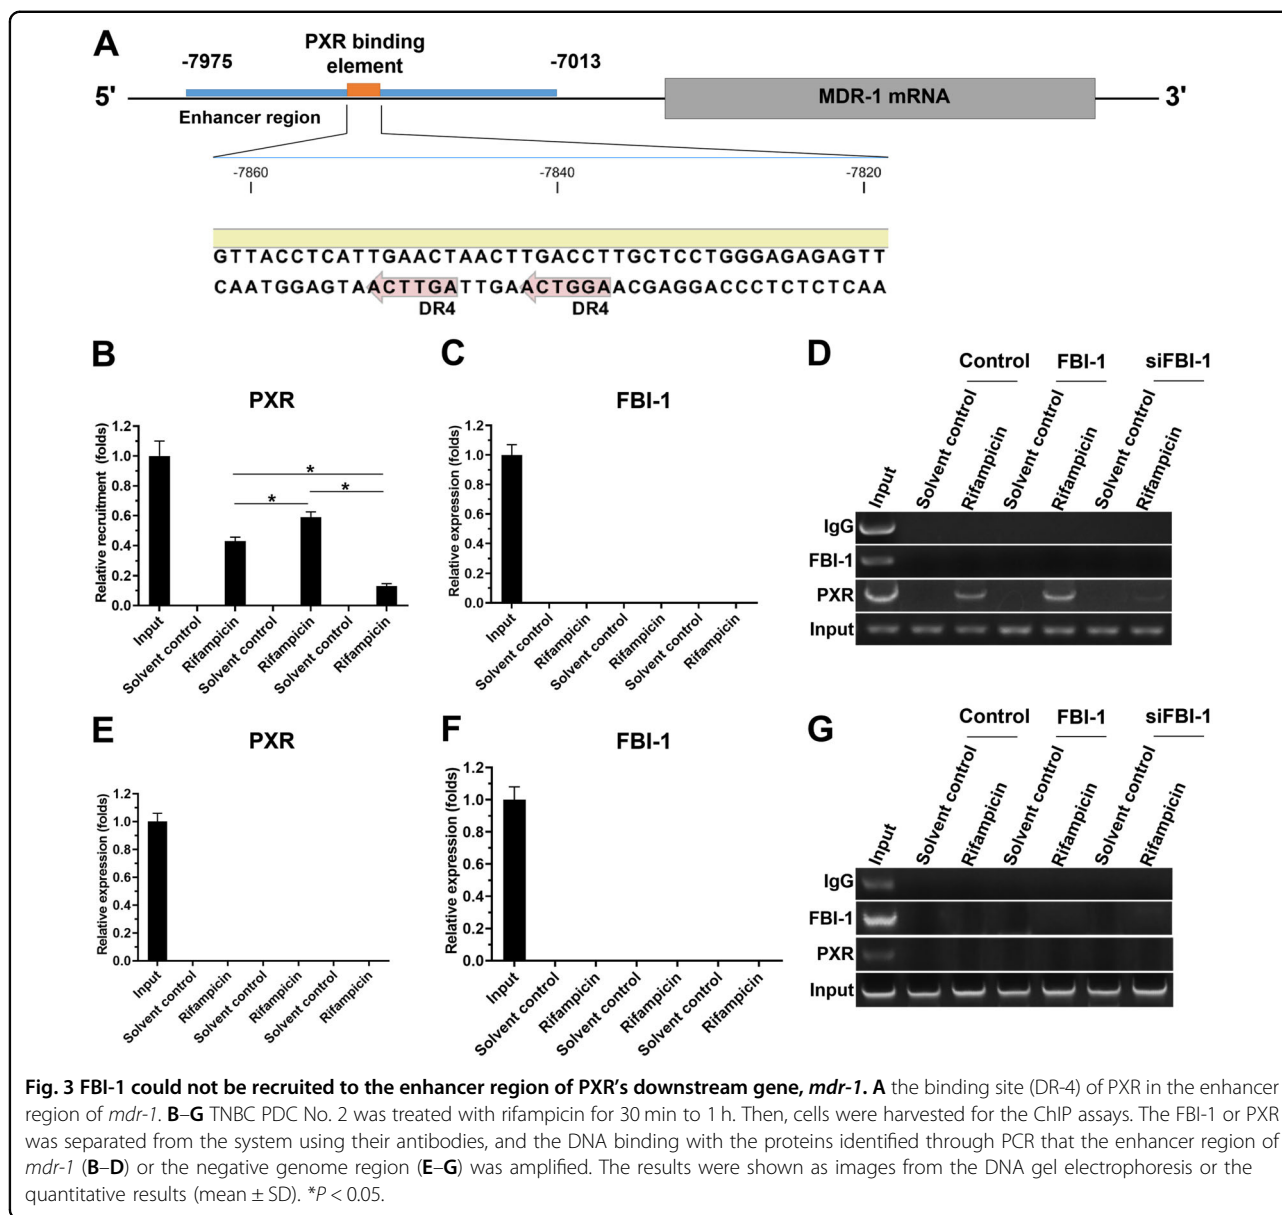 A
PXR binding
element
-7975
-7013
5'
MDR-1 mRNA
3'
Enhancer region
-7860
-7840
-7820
GTTACCTCATTGAACTAACTTGACCTTGCTCCTGGGAGAGAGTT
CAATGGAGTAACTTGATTGAACTGGAACGAGGACCCTCTCTCAA
DR4
DR4
B
PXR
Relative recruitment (folds)
1.2
1.0
0.8
0.6
0.4
0.2
0.0
*
*
*
Input
Solvent control
Rifampicin
Solvent control
Rifampicin
Solvent control
Rifampicin
C
FBI-1
Relative expression (folds)
1.2
1.0
0.8
0.6
0.4
0.2
0.0
Input
Solvent control
Rifampicin
Solvent control
Rifampicin
Solvent control
Rifampicin
D
Control
FBI-1
siFBI-1
Input
Solvent control
Rifampicin
Solvent control
Rifampicin
Solvent control
Rifampicin
IgG
FBI-1
PXR
Input
E
PXR
Relative expression (folds)
1.2
1.0
0.8
0.6
0.4
0.2
0.0
Input
Solvent control
Rifampicin
Solvent control
Rifampicin
Solvent control
Rifampicin
F
FBI-1
Relative expression (folds)
1.2
1.0
0.8
0.6
0.4
0.2
0.0
Input
Solvent control
Rifampicin
Solvent control
Rifampicin
Solvent control
Rifampicin
G
Control
FBI-1
siFBI-1
Input
Solvent control
Rifampicin
Solvent control
Rifampicin
Solvent control
Rifampicin
IgG
FBI-1
PXR
Input
Fig. 3 FBI-1 could not be recruited to the enhancer region of PXR's downstream gene, mdr-1. A the binding site (DR-4) of PXR in the enhancer
region of mdr-1. B–G TNBC PDC No. 2 was treated with rifampicin for 30 min to 1 h. Then, cells were harvested for the ChIP assays. The FBI-1 or PXR
was separated from the system using their antibodies, and the DNA binding with the proteins identified through PCR that the enhancer region of
mdr-1 (B–D) or the negative genome region (E–G) was amplified. The results were shown as images from the DNA gel electrophoresis or the
quantitative results (mean ± SD). *P < 0.05.